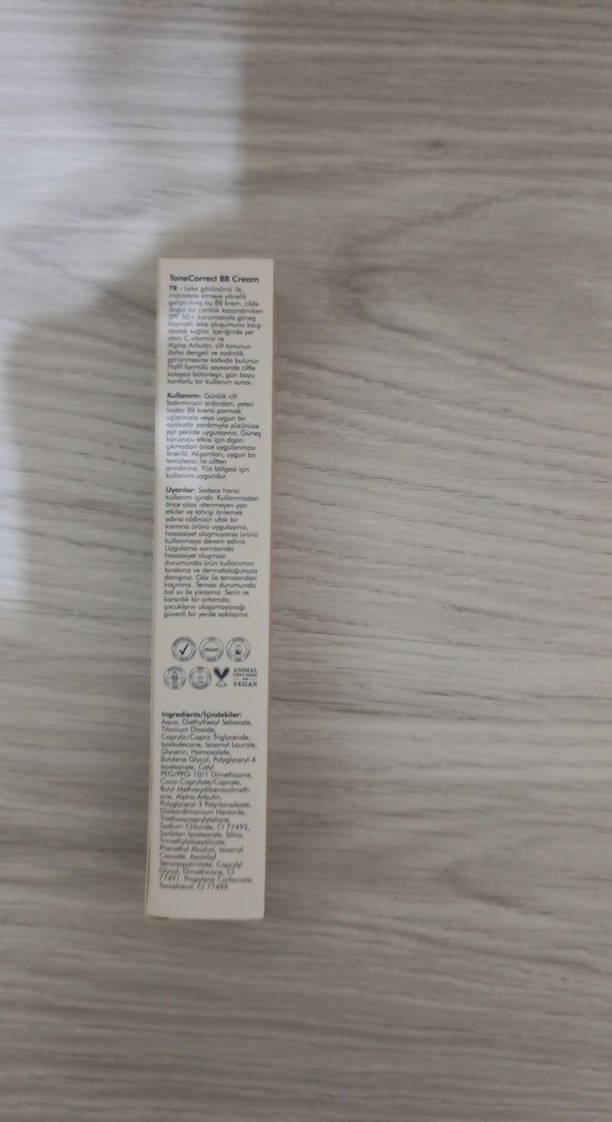 ToneCorrect BB Cream
TR - Leke görünümü ile
mücadele etmeye yönelik
geliştirilmiş bu BB krem, cilde
doğal bir canlılık kazandırırken
SPF 50+ korumasıyla güneş
kaynaklı leke oluşumuna karşı
destek sağlar. İçeriğinde yer
alan C vitamini ve
Alpha-Arbutin, cilt tonunun
daha dengeli ve aydınlık
görünmesine katkıda bulunur.
Hafif formülü sayesinde ciltle
kolayca bütünleşir, gün boyu
konforlu bir kullanım sunar.
Kullanımı: Günlük cilt
bakımınızın ardından, yeteri
kadar BB kremi parmak
uçlarınızla veya uygun bir
aplikatör yardımıyla yüzünüze
eşit şekilde uygulayınız. Güneş
koruyucu etkisi için dışarı
çıkmadan önce uygulanması
önerilir. Akşamları, uygun bir
temizleyici ile ciltten
arındırınız. Yüz bölgesi için
kullanımı uygundur.
Uyarılar: Sadece harici
kullanım içindir. Kullanmadan
önce olası istenmeyen yan
etkiler ve tahrişi önlemek
adına cildinizin ufak bir
kısmına ürünü uygulayınız,
hassasiyet oluşmuyorsa ürünü
kullanmaya devam ediniz.
Uygulama sonrasında
hassasiyet oluşması
durumunda ürün kullanımını
bırakınız ve dermatoloğunuza
danışınız. Göz ile temasından
kaçınınız. Teması durumunda
bol su ile yıkayınız. Serin ve
karanlık bir ortamda,
çocukların ulaşamayacağı
güvenli bir yerde saklayınız.
VEGAN
ANIMAL
TEST-FREE
VEGAN
Ingredients/İçindekiler:
Aqua, Diethylhexyl Sebacate,
Titanium Dioxide,
Caprylic/Capric Triglyceride,
Isododecane, Isoamyl Laurate,
Glycerin, Homosalate,
Butylene Glycol, Polyglyceryl-4
Isostearate, Cetyl
PEG/PPG-10/1 Dimethicone,
Coco-Caprylate/Caprate,
Butyl Methoxydibenzoylmeth-
ane, Alpha-Arbutin,
Polyglyceryl-3 Polyricinoleate,
Disteardimonium Hectorite,
Triethoxycaprylylsilane,
Sodium Chloride, CI 77492,
Sorbitan Isostearate, Silica,
Trimethylsiloxysilicate,
Phenethyl Alcohol, Isoamyl
Cocoate, Ascorbyl
Tetraisopalmitate, Caprylyl
Glycol, Dimethicone, CI
77491, Propylene Carbonate,
Tocopherol, CI 77499